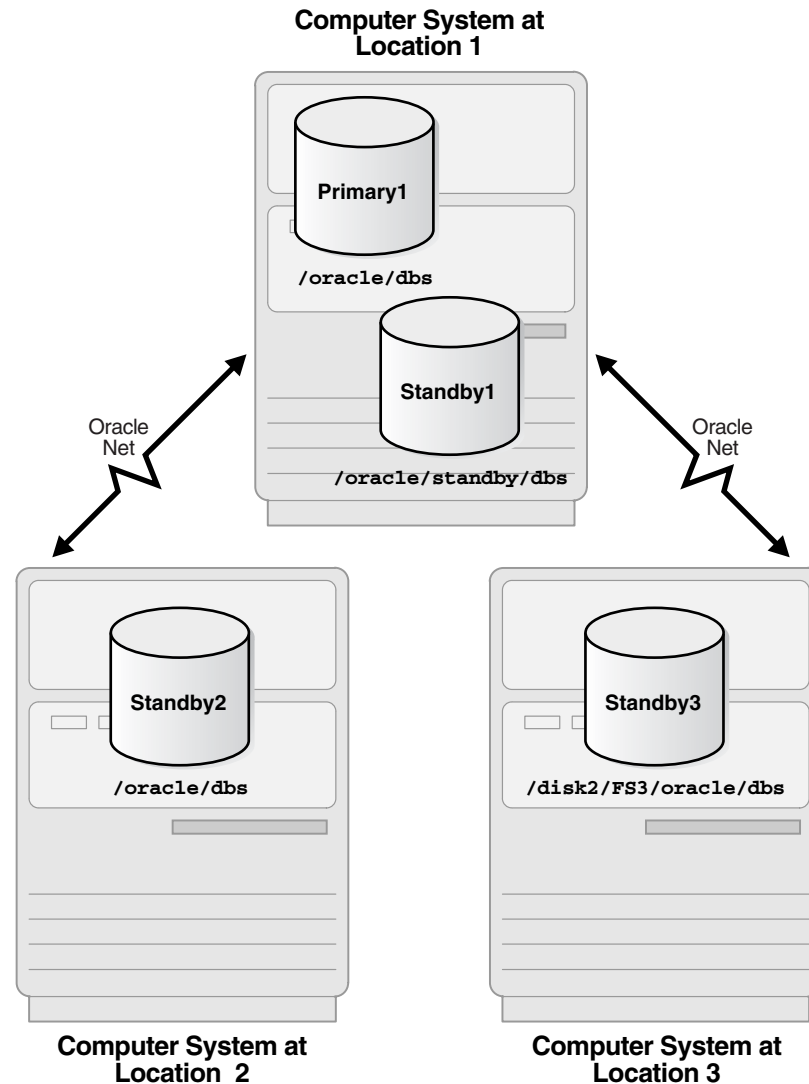 Computer System at
Location 1
Primary1
/oracle/dbs
Standby1
/oracle/standby/dbs
Oracle
Net
Oracle
Net
Standby2
/oracle/dbs
Standby3
/disk2/FS3/oracle/dbs
Computer System at
Location 2
Computer System at
Location 3